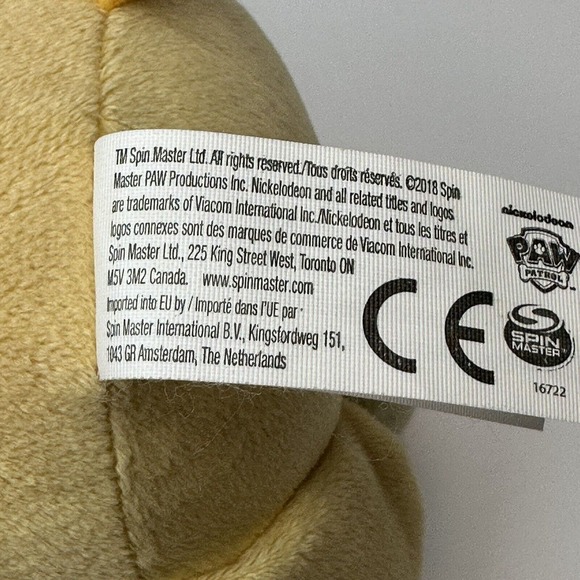 TM Spin Master Ltd. All rights reserved./Tous droits réservés. ©2018 Spin
Master PAW Productions Inc. Nickelodeon and all related titles and logos
are trademarks of Viacom International Inc./Nickelodeon et tous les titres et
logos connexes sont des marques de commerce de Viacom International Inc.
Spin Master Ltd., 225 King Street West, Toronto ON
M5V 3M2 Canada. www.spinmaster.com
Imported into EU by / Importé dans l'UE par
Spin Master International B.V., Kingsfordweg 151,
1043 GR Amsterdam, The Netherlands
CE
nickelodeon
PAW
PATROL
SPIN
MASTER
16722